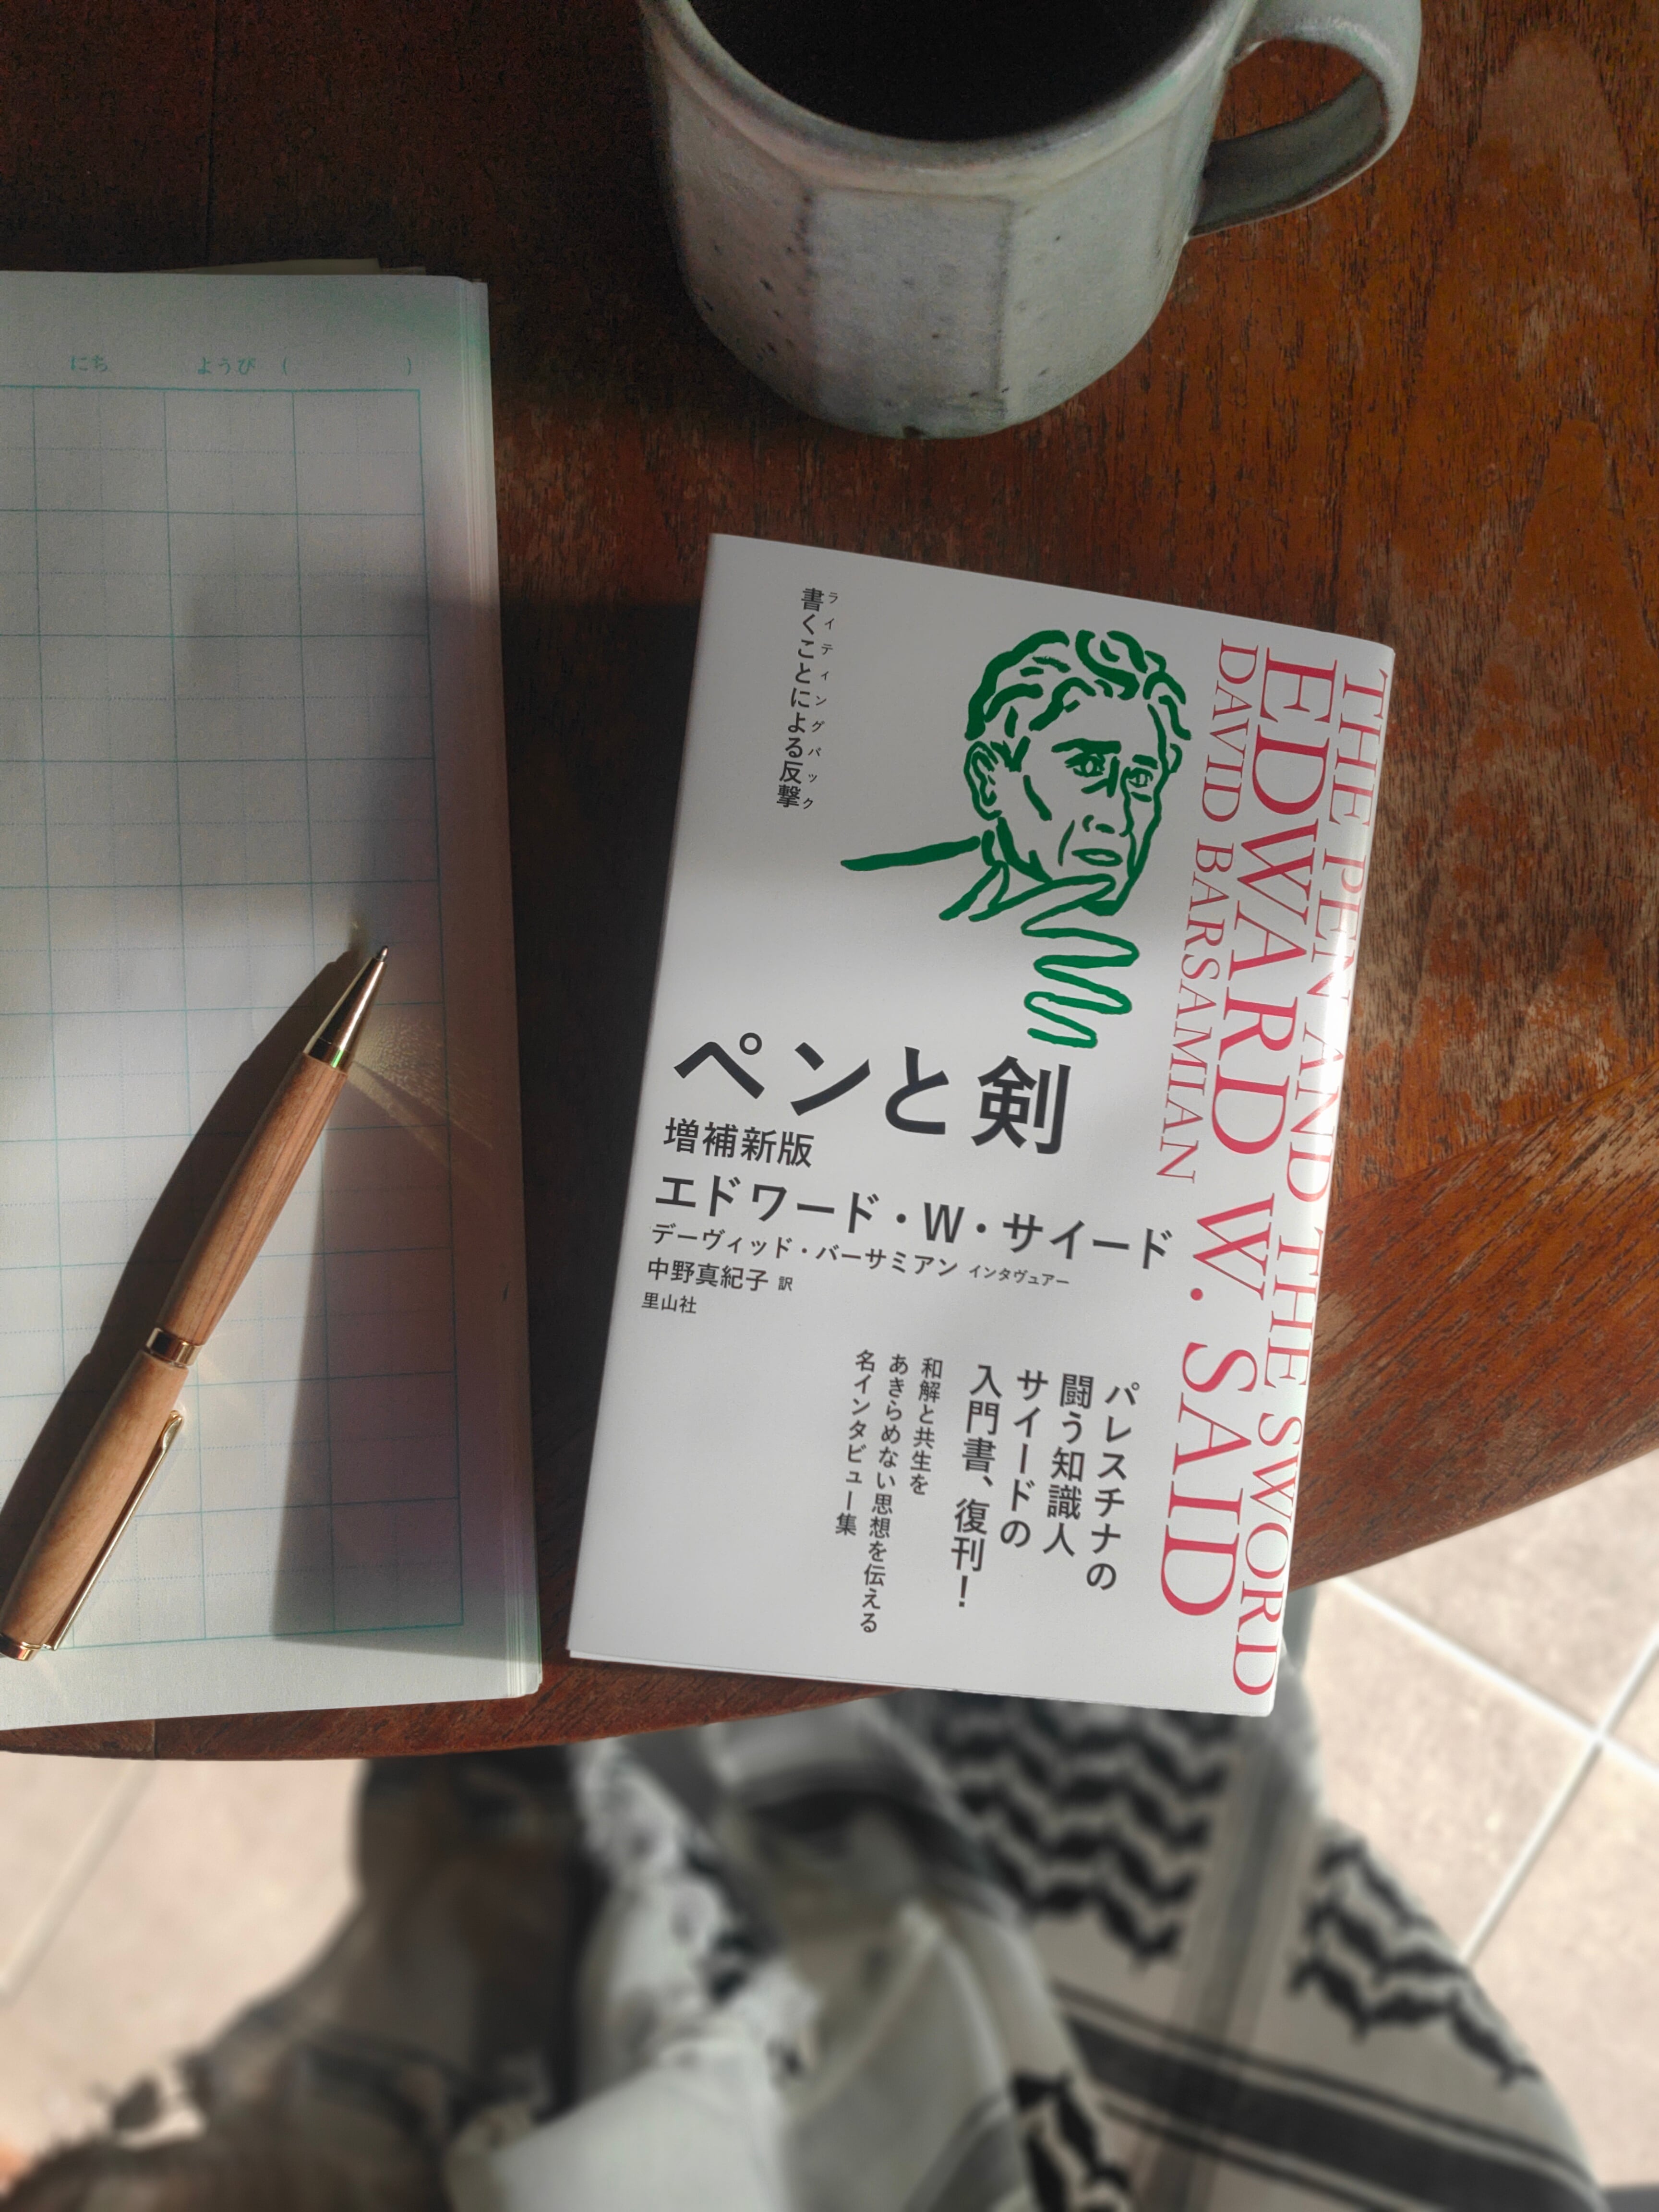 にち　ようび（　）
THE PEN AND THE SWORD
EDWARD W. SAID
DAVID BARSAMIAN
書くことによる反撃
ライティングバック
ペンと剣
増補新版
エドワード・W・サイード
デーヴィッド・バーサミアン インタヴュアー
中野真紀子 訳
里山社
パレスチナの
闘う知識人
サイードの
入門書、復刊！
和解と共生を
あきらめない思想を伝える
名インタビュー集